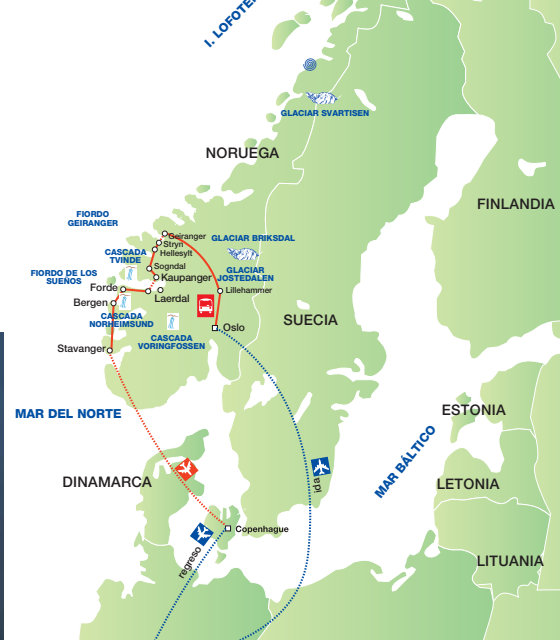 I. LOFOTEN
GLACIAR SVARTISEN
NORUEGA
FINLANDIA
FIORDO
GEIRANGER
Geiranger
Stryn
Hellesylt
GLACIAR BRIKSDAL
CASCADA
TVINDE
Sogndal
GLACIAR
JOSTEDALEN
FIORDO DE LOS
SUEÑOS
Kaupanger
Forde
Laerdal
Lillehammer
Bergen
CASCADA
NORHEIMSUND
SUECIA
Oslo
CASCADA
VORINGFOSSEN
Stavanger
MAR DEL NORTE
ESTONIA
MAR BÁLTICO
DINAMARCA
ida
LETONIA
Copenhague
regreso
LITUANIA